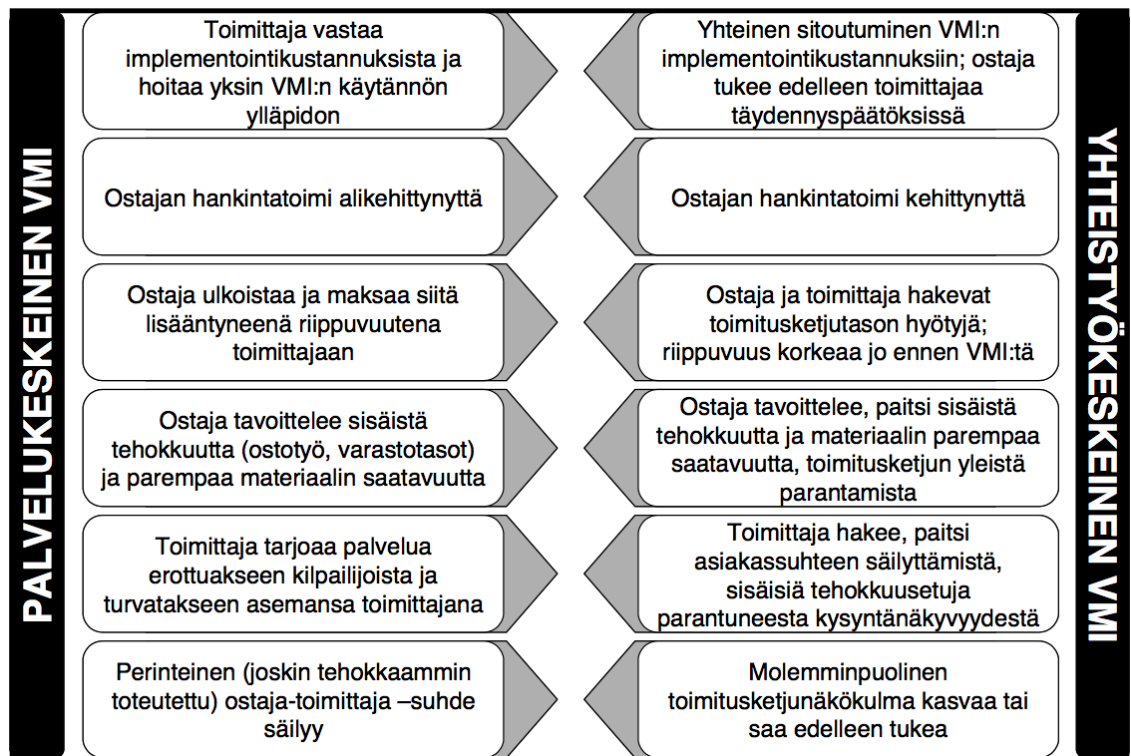 PALVELUKESKEINEN VMI
Toimittaja vastaa
implementointikustannuksista ja
hoitaa yksin VMI:n käytännön
ylläpidon
Yhteinen sitoutuminen VMI:n
implementointikustannuksiin; ostaja
tukee edelleen toimittajaa
täydennyspäätöksissä
Ostajan hankintatoimi alikehittynyttä
Ostajan hankintatoimi kehittynyttä
Ostaja ulkoistaa ja maksaa siitä
lisääntyneenä riippuvuutena
toimittajaan
Ostaja ja toimittaja hakevat
toimitusketjutason hyötyjä;
riippuvuus korkeaa jo ennen VMI:tä
Ostaja tavoittelee sisäistä
tehokkuutta (ostotyö, varastotasot)
ja parempaa materiaalin saatavuutta
Ostaja tavoittelee, paitsi sisäistä
tehokkuutta ja materiaalin parempaa
saatavuutta, toimitusketjun yleistä
parantamista
Toimittaja tarjoaa palvelua
erottuakseen kilpailijoista ja
turvatakseen asemansa toimittajana
Toimittaja hakee, paitsi
asiakassuhteen säilyttämistä,
sisäisiä tehokkuusetuja
parantuneesta kysyntänäkyvyydestä
Perinteinen (joskin tehokkaammin
toteutettu) ostaja-toimittaja –suhde
säilyy
Molemminpuolinen
toimitusketjunäkökulma kasvaa tai
saa edelleen tukea
YHTEISTYÖKESKEINEN VMI